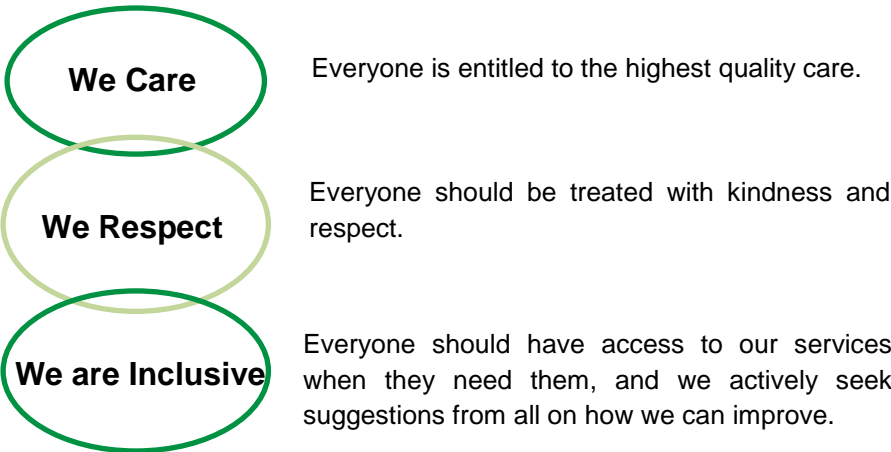 We Care
Everyone is entitled to the highest quality care.
We Respect
Everyone should be treated with kindness and
respect.
We are Inclusive
Everyone should have access to our services
when they need them, and we actively seek
suggestions from all on how we can improve.